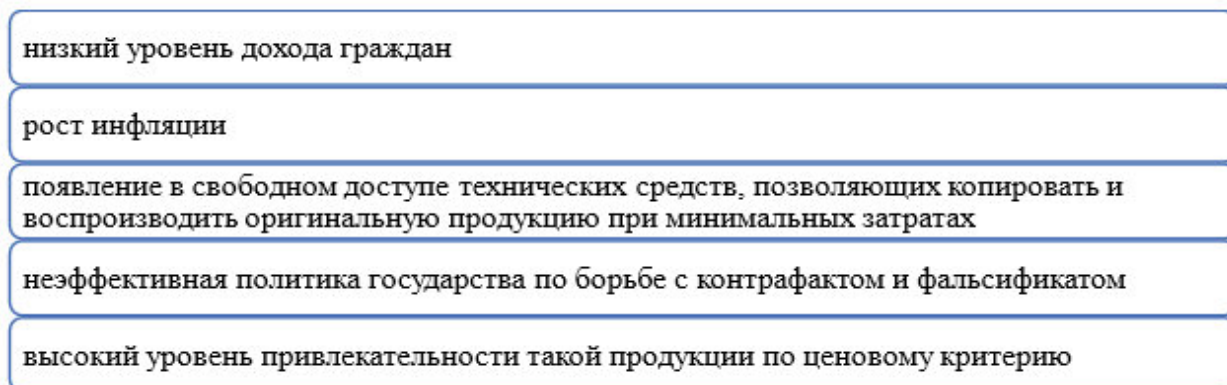 низкий уровень дохода граждан
рост инфляции
появление в свободном доступе технических средств, позволяющих копировать и
воспроизводить оригинальную продукцию при минимальных затратах
неэффективная политика государства по борьбе с контрафактом и фальсификатом
высокий уровень привлекательности такой продукции по ценовому критерию